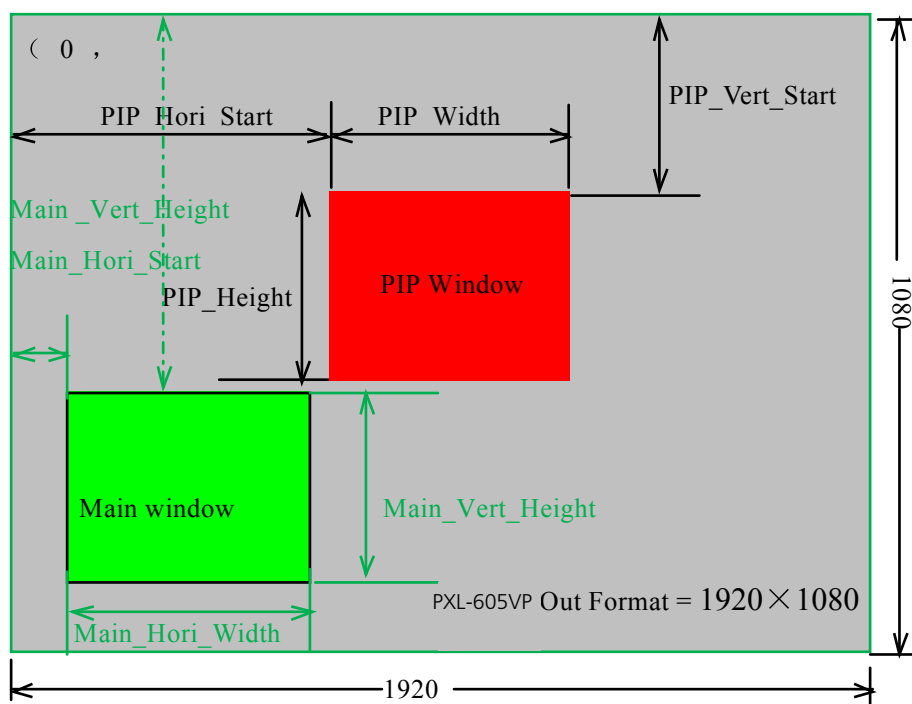 （ 0 ，
PIP_Vert_Start
PIP Hori Start
PIP Width
Main _Vert_Height
Main_Hori_Start
PIP_Height
PIP Window
1080
Main window
Main_Vert_Height
PXL-605VP Out Format = 1920×1080
Main_Hori_Width
1920